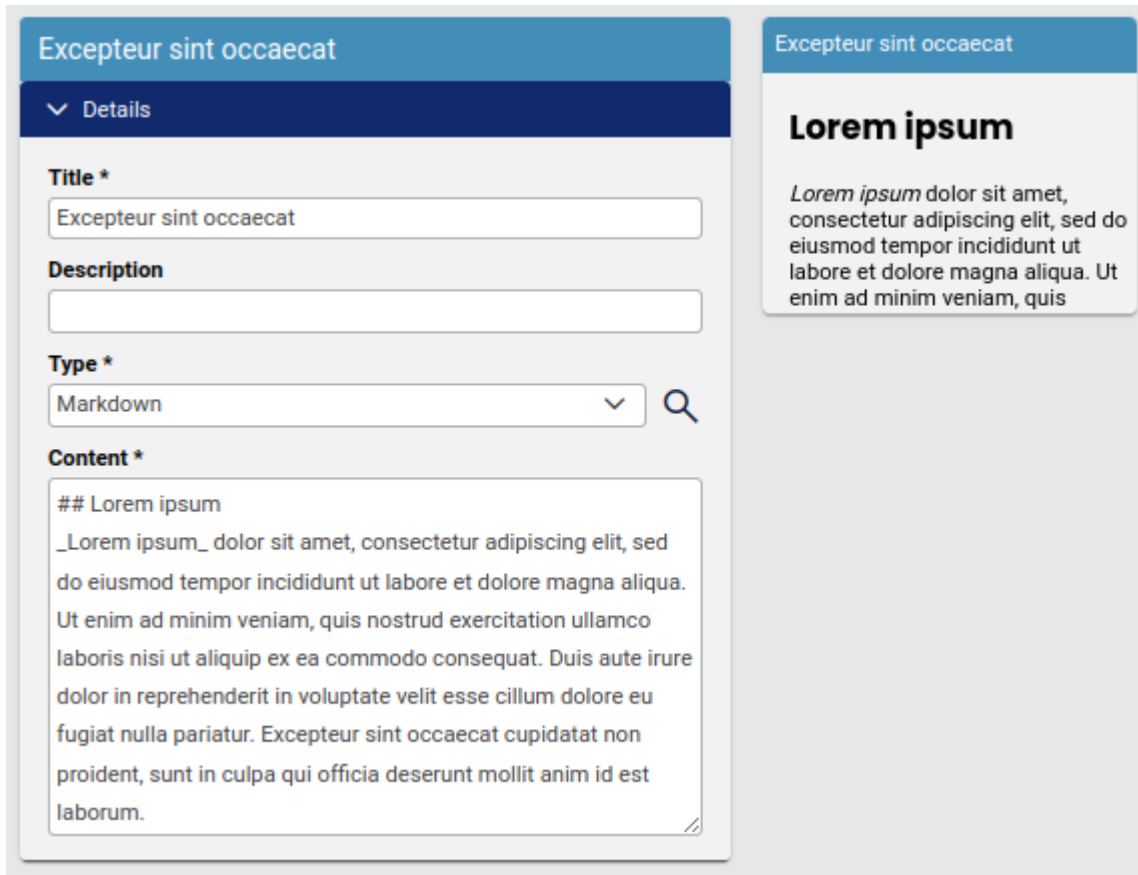 Excepteur sint occaecat
Details
Title *
Excepteur sint occaecat
Description
Type *
Markdown
Content *
## Lorem ipsum
_Lorem ipsum_ dolor sit amet, consectetur adipiscing elit, sed
do eiusmod tempor incididunt ut labore et dolore magna aliqua.
Ut enim ad minim veniam, quis nostrud exercitation ullamco
laboris nisi ut aliquip ex ea commodo consequat. Duis aute irure
dolor in reprehenderit in voluptate velit esse cillum dolore eu
fugiat nulla pariatur. Excepteur sint occaecat cupidatat non
proident, sunt in culpa qui officia deserunt mollit anim id est
laborum.
Excepteur sint occaecat
Lorem ipsum
Lorem ipsum dolor sit amet,
consectetur adipiscing elit, sed do
eiusmod tempor incididunt ut
labore et dolore magna aliqua. Ut
enim ad minim veniam, quis